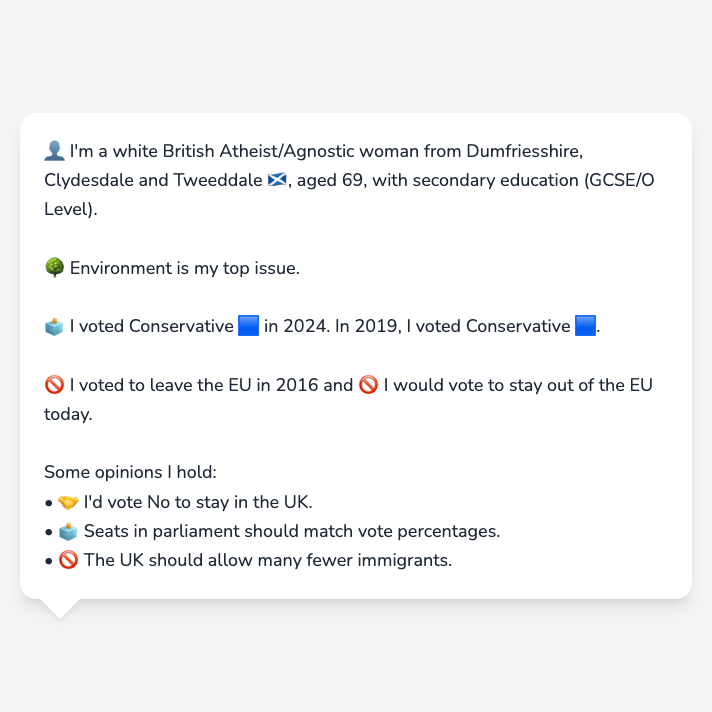 👤 I'm a white British Atheist/Agnostic woman from Dumfriesshire,
Clydesdale and Tweeddale 🏴󠁧󠁢󠁳󠁣󠁴󠁿, aged 69, with secondary education (GCSE/O
Level).
🌳 Environment is my top issue.
🗳️ I voted Conservative 🟦 in 2024. In 2019, I voted Conservative 🟦.
🚫 I voted to leave the EU in 2016 and 🚫 I would vote to stay out of the EU
today.
Some opinions I hold:
• 🤝 I'd vote No to stay in the UK.
• 🗳️ Seats in parliament should match vote percentages.
• 🚫 The UK should allow many fewer immigrants.